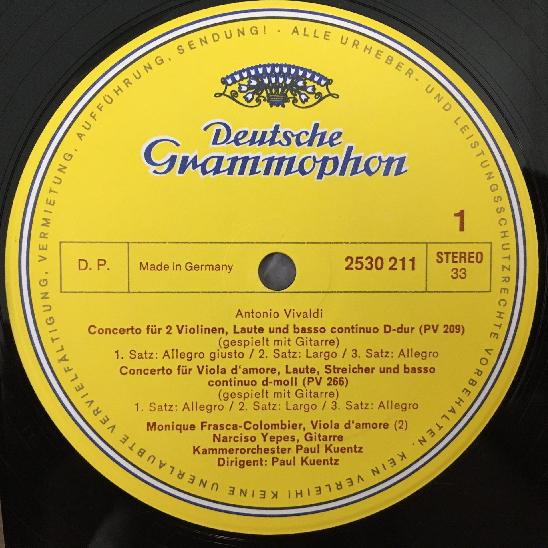 ALLE URHEBER- UND LEISTUNGSSCHUTZRECHTE VORBEHALTEN. KEIN VERLEIH! KEINE UNERLAUBTE VERVIELFÄLTIGUNG, VERMIETUNG, AUFFÜHRUNG, SENDUNG! ·
Deutsche
Grammophon
1
D. P.
Made in Germany
2530 211
STEREO
33
Antonio Vivaldi
Concerto für 2 Violinen, Laute und basso continuo D-dur (PV 209)
(gespielt mit Gitarre)
1. Satz: Allegro giusto / 2. Satz: Largo / 3. Satz: Allegro
Concerto für Viola d'amore, Laute, Streicher und basso
continuo d-moll (PV 266)
(gespielt mit Gitarre)
1. Satz: Allegro / 2. Satz: Largo / 3. Satz: Allegro
Monique Frasca-Colombier, Viola d'amore (2)
Narciso Yepes, Gitarre
Kammerorchester Paul Kuentz
Dirigent: Paul Kuentz